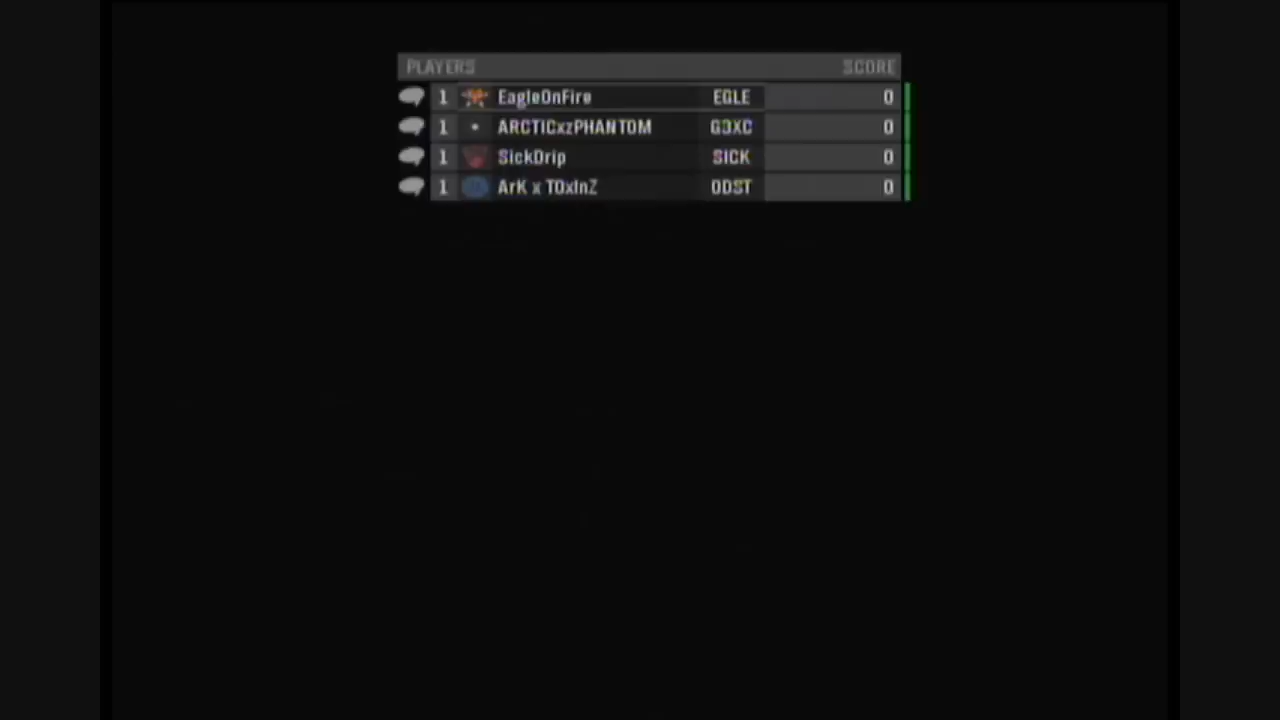 PLAYERS SCORE
1 EagleOnFire EGLE 0
1 ARCTICxzPHANTOM G3XC 0
1 SickDrip SICK 0
1 ArK x T0xInZ ODST 0